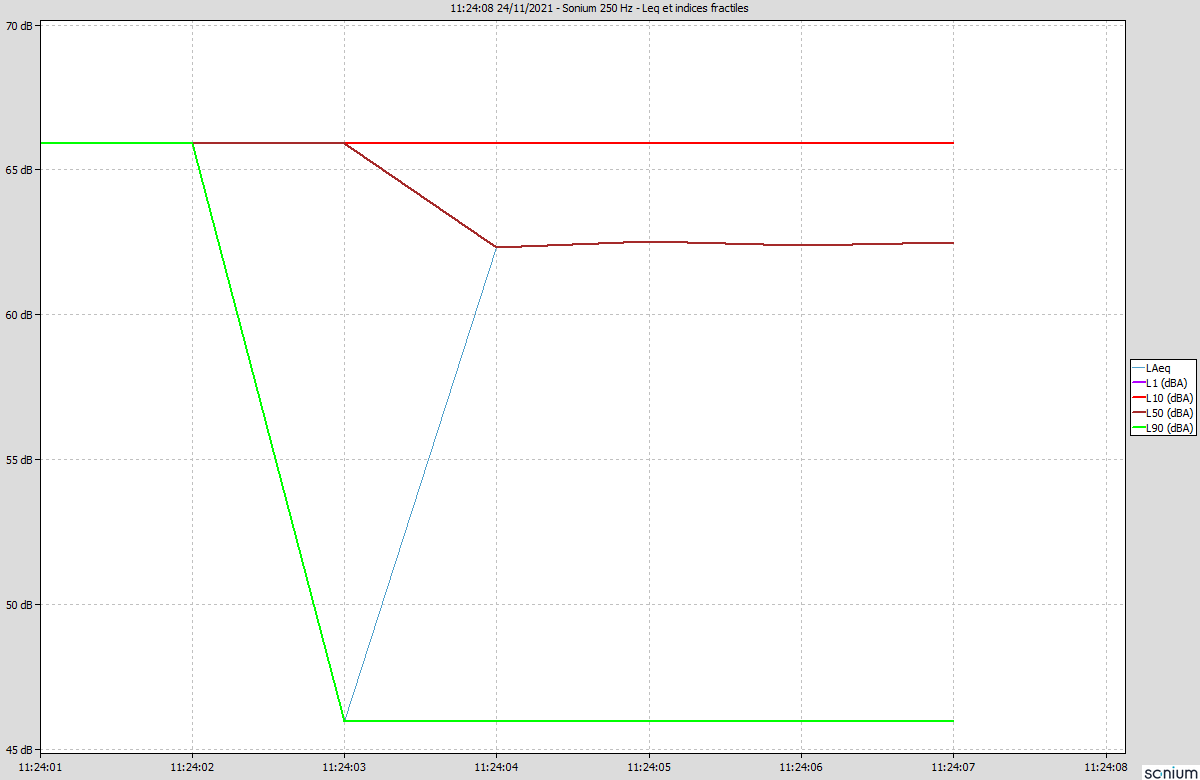 11:24:08 24/11/2021 - Sonium 250 Hz - Leq et indices fractiles
70 dB
65 dB
60 dB
55 dB
50 dB
45 dB
LAeq
L1 (dBA)
L10 (dBA)
L50 (dBA)
L90 (dBA)
11:24:01 11:24:02 11:24:03 11:24:04 11:24:05 11:24:06 11:24:07 11:24:08
sonium